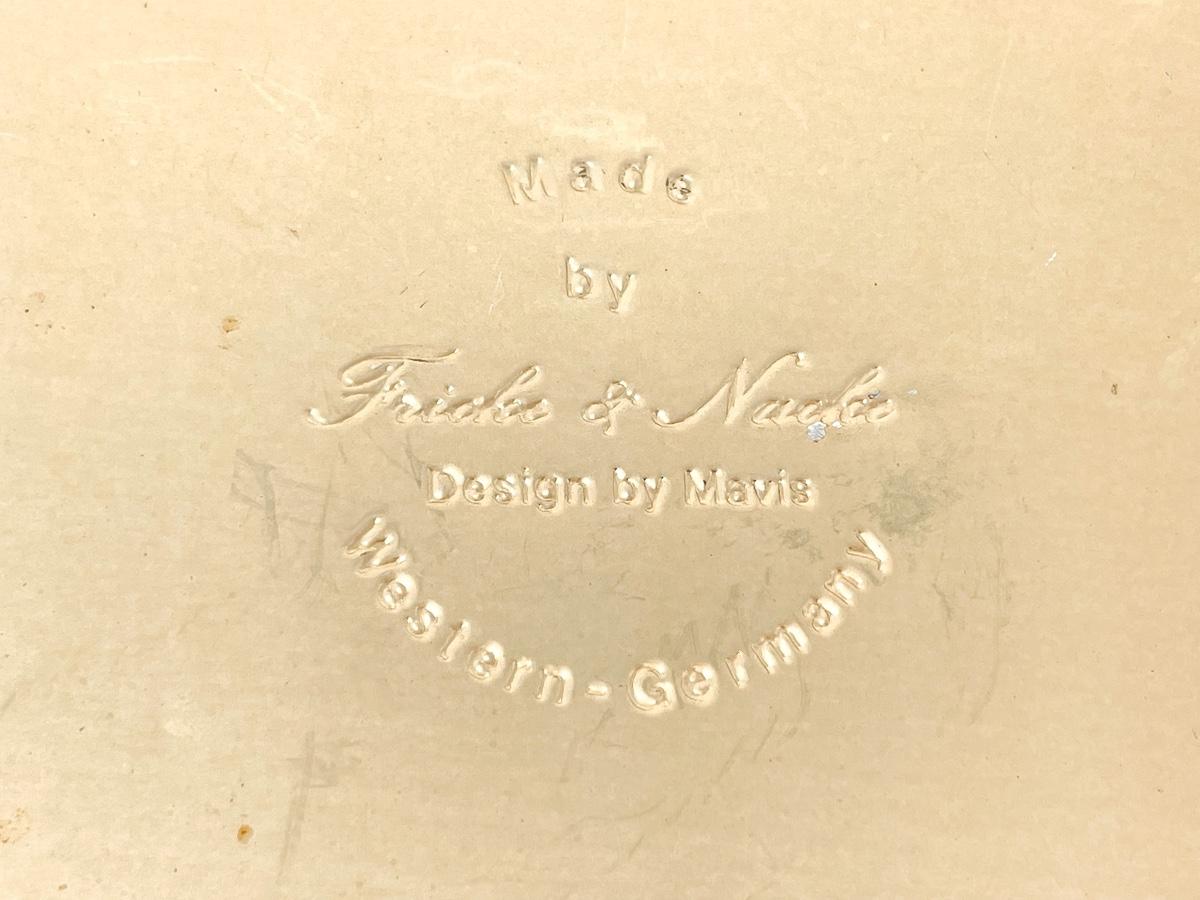 Made
by
Fricke & Nacke
Design by Mavis
Western-Germany